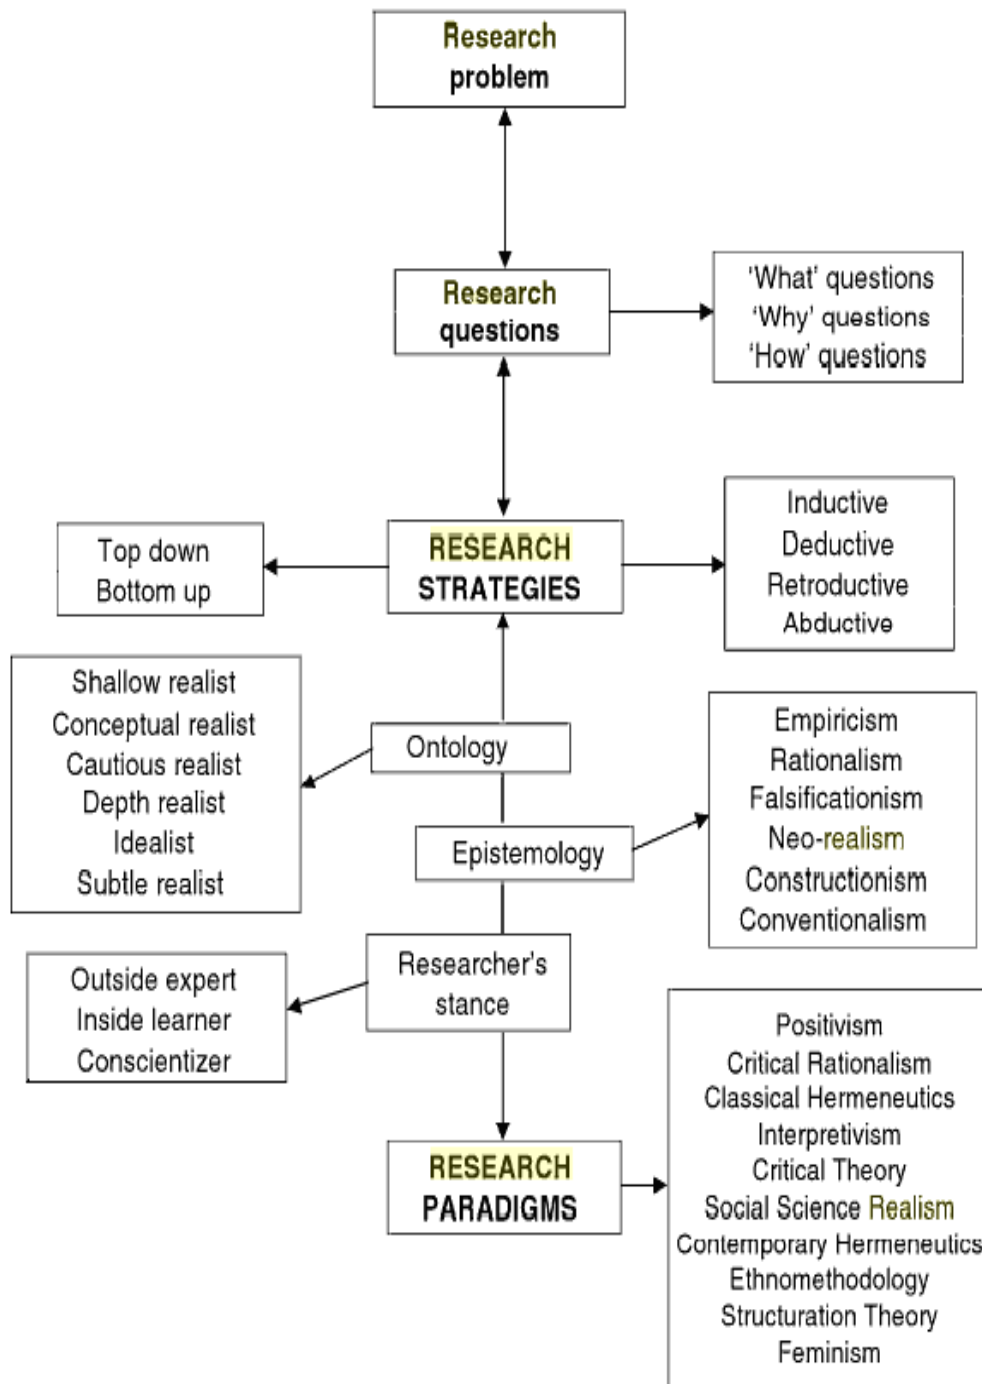 Research
problem
Research
questions
'What' questions
'Why' questions
'How' questions
Top down
Bottom up
RESEARCH
STRATEGIES
Inductive
Deductive
Retroductive
Abductive
Shallow realist
Conceptual realist
Cautious realist
Depth realist
Idealist
Subtle realist
Ontology
Epistemology
Empiricism
Rationalism
Falsificationism
Neo-realism
Constructionism
Conventionalism
Outside expert
Inside learner
Conscientizer
Researcher's
stance
RESEARCH
PARADIGMS
Positivism
Critical Rationalism
Classical Hermeneutics
Interpretivism
Critical Theory
Social Science Realism
Contemporary Hermeneutics
Ethnomethodology
Structuration Theory
Feminism